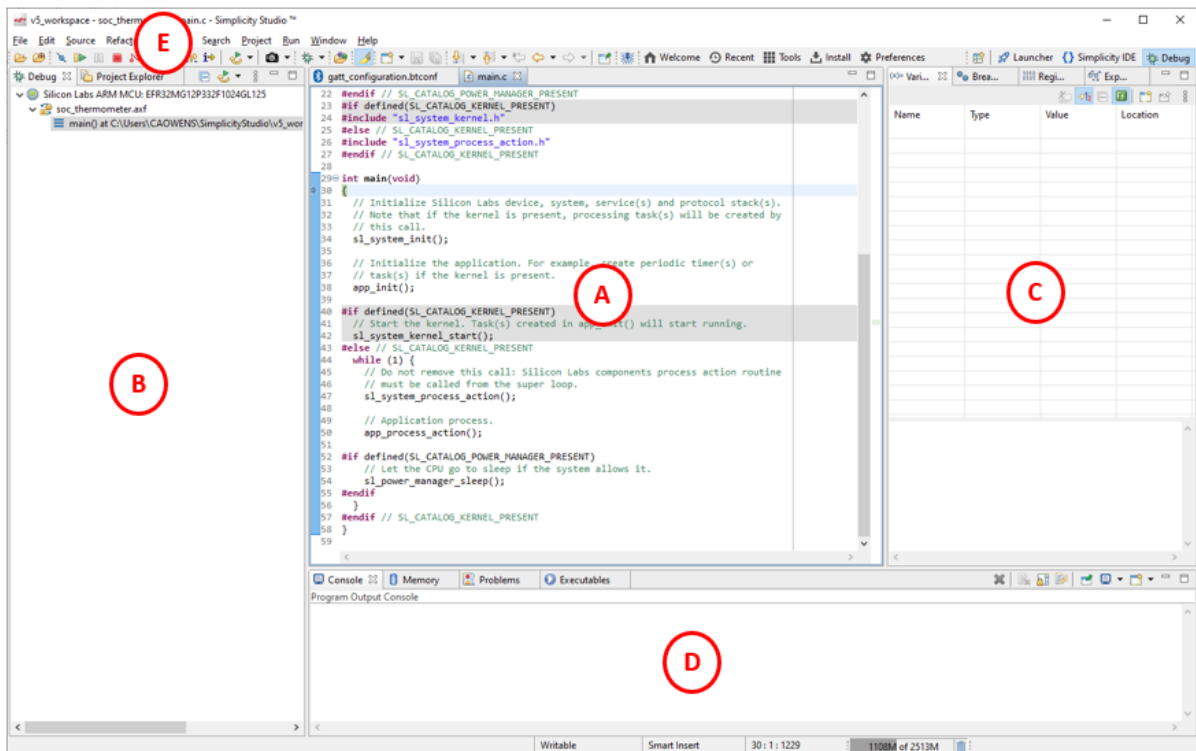 v5_workspace - soc_thermo main.c - Simplicity Studio ™
File Edit Source Refact Search Project Run Window Help
E
Welcome Recent Tools Install Preferences Launcher Simplicity IDE Debug
Debug Project Explorer
Silicon Labs ARM MCU: EFR32MG12P332F1024GL125
soc_thermometer.axf
main() at C:\Users\CAOWENS\SimplicityStudio\v5_wor
B
gatt_configuration.btconf main.c
22 #endif // SL_CATALOG_POWER_MANAGER_PRESENT
23 #if defined(SL_CATALOG_KERNEL_PRESENT)
24 #include "sl_system_kernel.h"
25 #else // SL_CATALOG_KERNEL_PRESENT
26 #include "sl_system_process_action.h"
27 #endif // SL_CATALOG_KERNEL_PRESENT
28
29 int main(void)
30 {
31 // Initialize Silicon Labs device, system, service(s) and protocol stack(s).
32 // Note that if the kernel is present, processing task(s) will be created by
33 // this call.
34 sl_system_init();
35
36 // Initialize the application. For example, create periodic timer(s) or
37 // task(s) if the kernel is present.
38 app_init();
39
40 #if defined(SL_CATALOG_KERNEL_PRESENT)
41 // Start the kernel. Task(s) created in app_init() will start running.
42 sl_system_kernel_start();
43 #else // SL_CATALOG_KERNEL_PRESENT
44 while (1) {
45 // Do not remove this call: Silicon Labs components process action routine
46 // must be called from the super loop.
47 sl_system_process_action();
48
49 // Application process.
50 app_process_action();
51
52 #if defined(SL_CATALOG_POWER_MANAGER_PRESENT)
53 // Let the CPU go to sleep if the system allows it.
54 sl_power_manager_sleep();
55 #endif
56 }
57 #endif // SL_CATALOG_KERNEL_PRESENT
58 }
59
A
(x)= Vari... Brea... Regi... Exp...
Name Type Value Location
C
Console Memory Problems Executables
Program Output Console
D
Writable Smart Insert 30 : 1 : 1229 1108M of 2513M